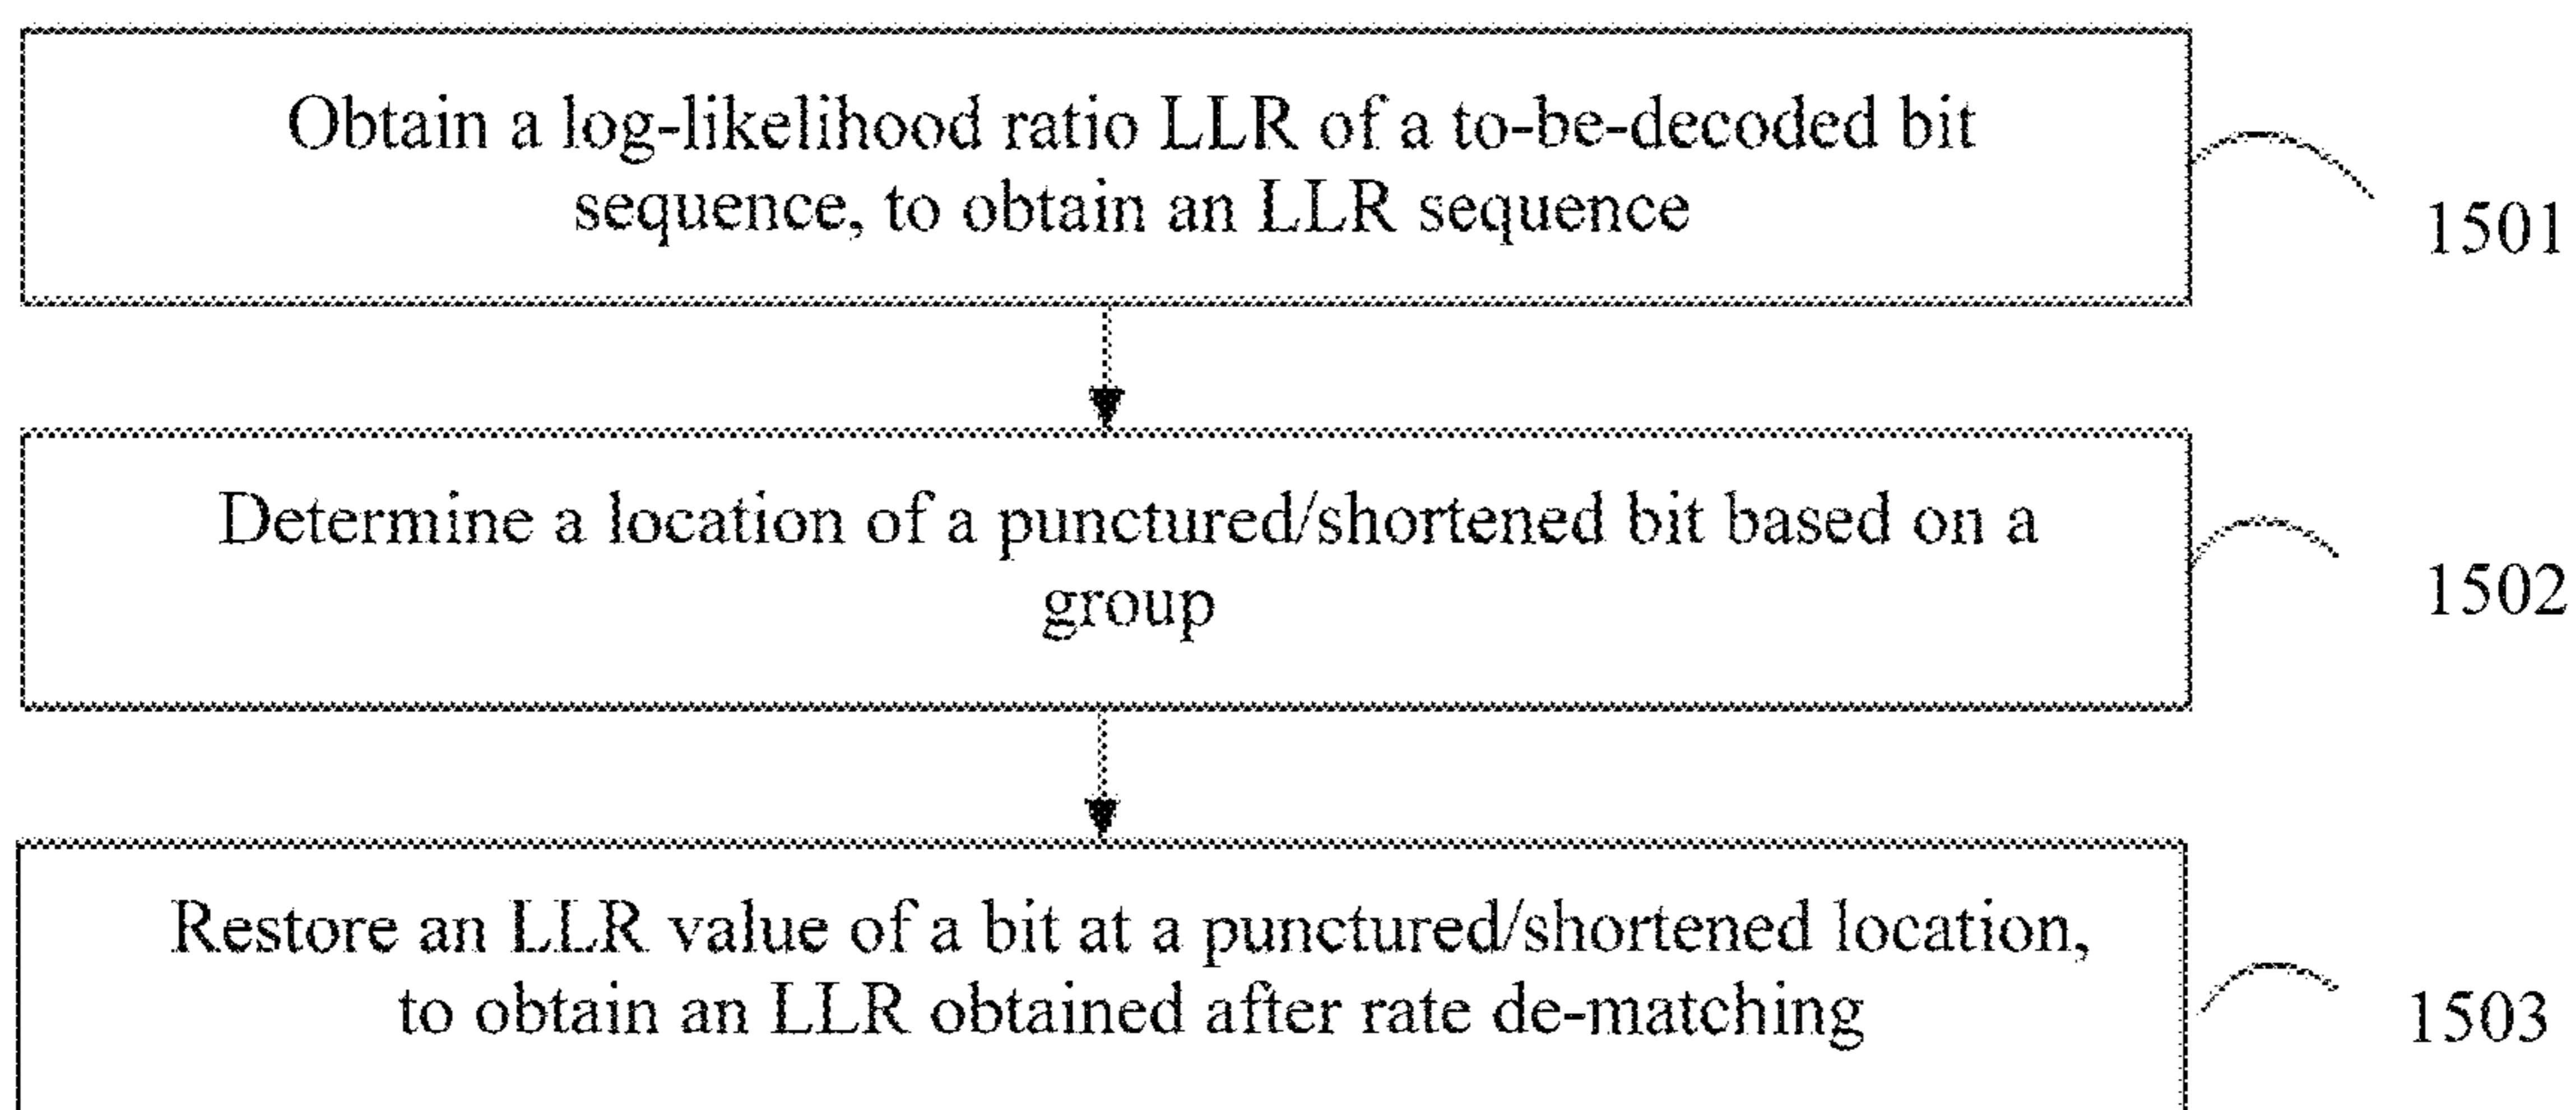 Obtain a log-likelihood ratio LLR of a to-be-decoded bit
sequence, to obtain an LLR sequence
1501
Determine a location of a punctured/shortened bit based on a
group
1502
Restore an LLR value of a bit at a punctured/shortened location,
to obtain an LLR obtained after rate de-matching
1503